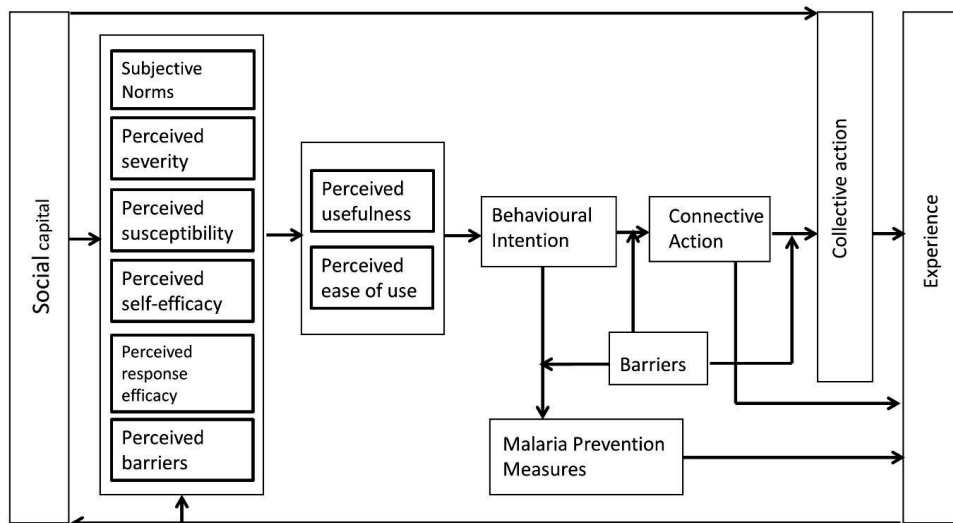 Social capital
Subjective
Norms
Perceived
severity
Perceived
susceptibility
Perceived
self-efficacy
Perceived
response
efficacy
Perceived
barriers
Perceived
usefulness
Perceived
ease of use
Behavioural
Intention
Connective
Action
Barriers
Malaria Prevention
Measures
Collective action
Experience